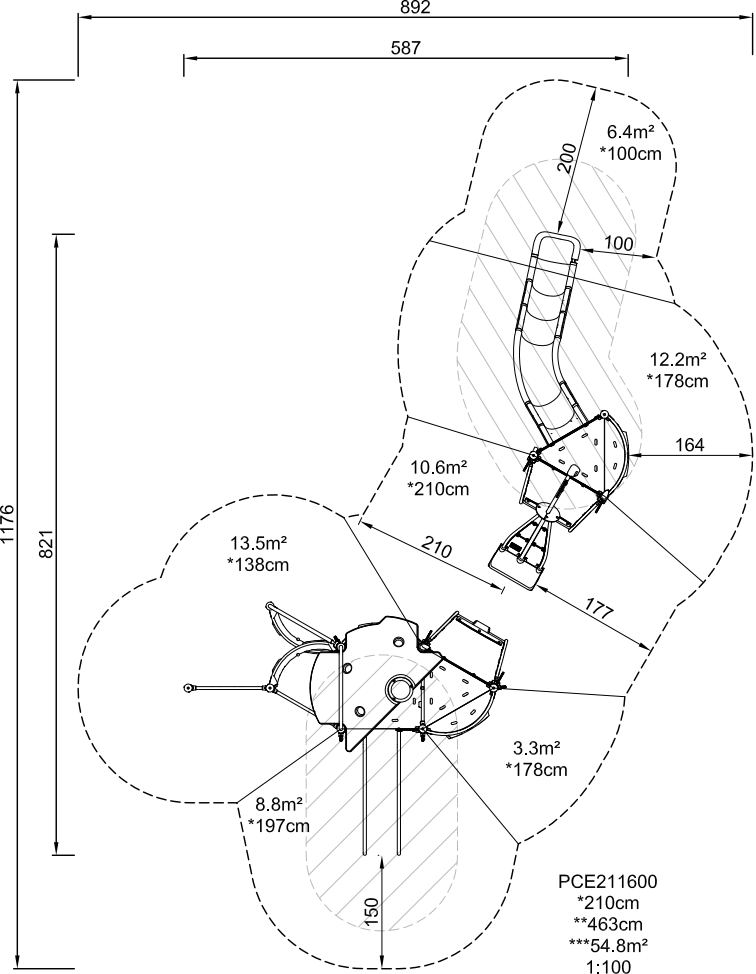 892
587
6.4m²
*100cm
200
100
12.2m²
*178cm
164
10.6m²
*210cm
1176
821
13.5m²
*138cm
210
177
3.3m²
*178cm
8.8m²
*197cm
150
PCE211600
*210cm
**463cm
***54.8m²
1:100